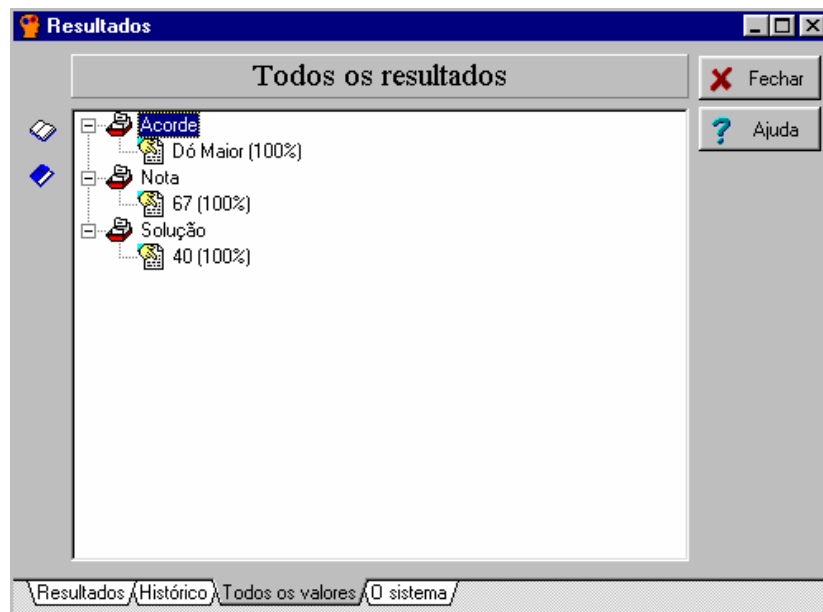 Resultados
Todos os resultados
Fechar
Ajuda
Acorde
Dó Maior (100%)
Nota
67 (100%)
Solução
40 (100%)
Resultados
Histórico
Todos os valores
O sistema